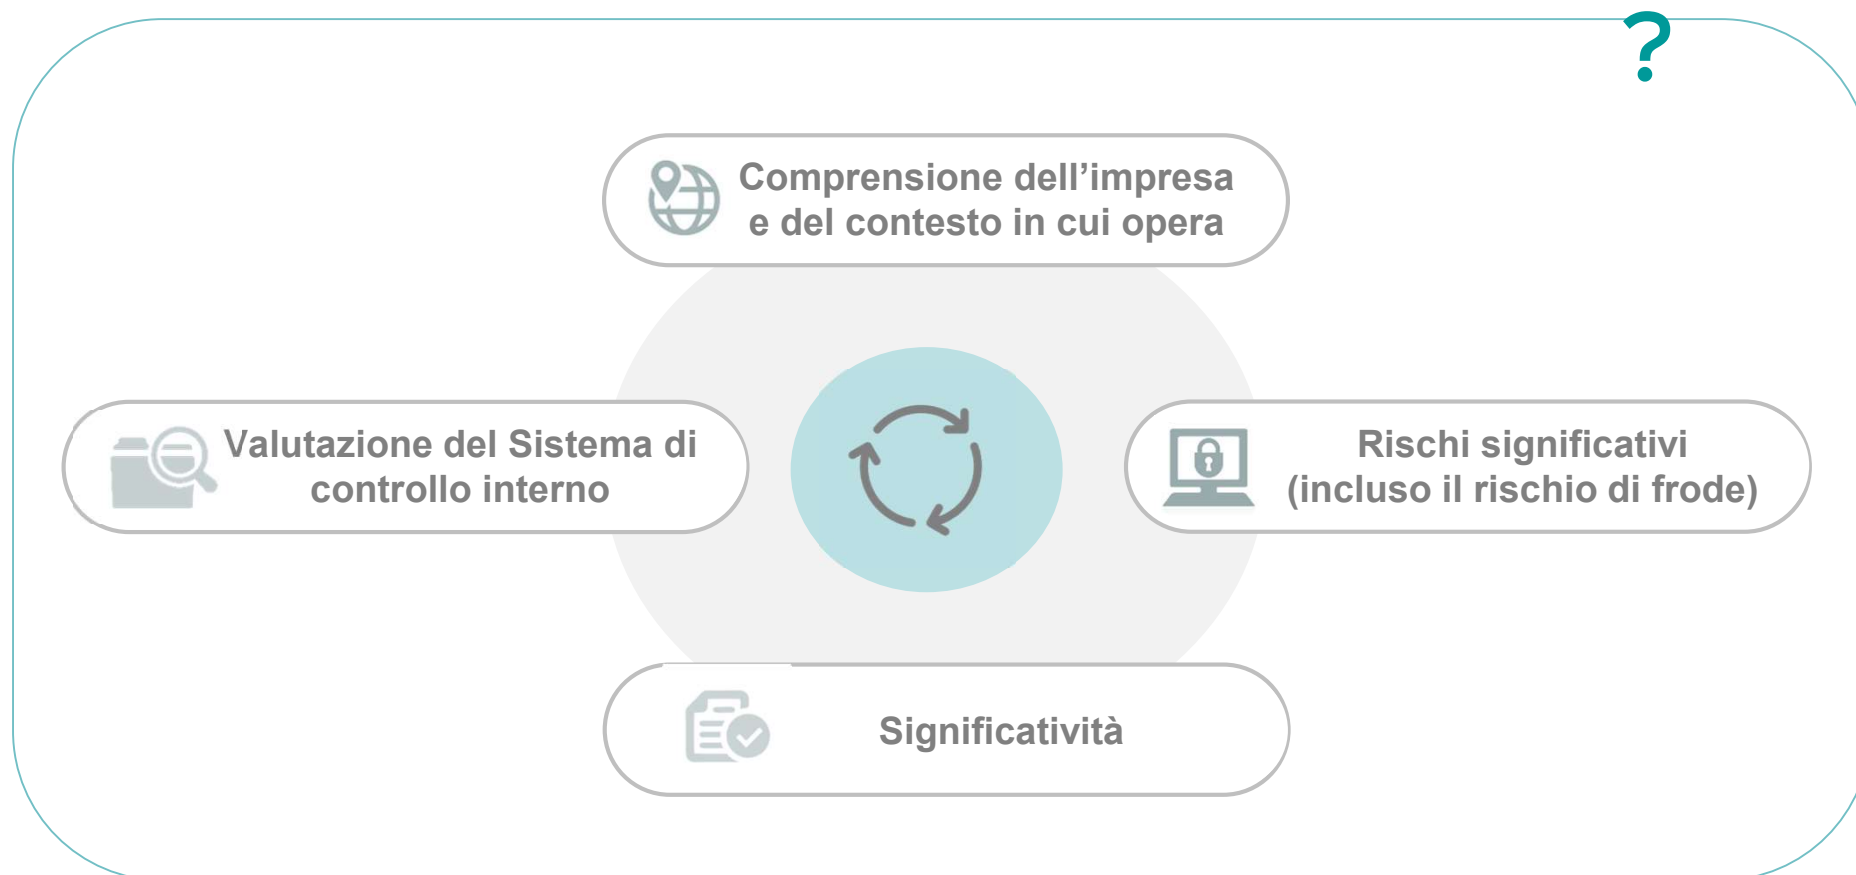 ?
Comprensione dell’impresa
e del contesto in cui opera
Valutazione del Sistema di
controllo interno
Rischi significativi
(incluso il rischio di frode)
Significatività